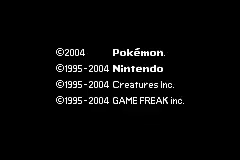 ©2004 Pokémon.
©1995-2004 Nintendo
©1995-2004 Creatures Inc.
©1995-2004 GAME FREAK inc.